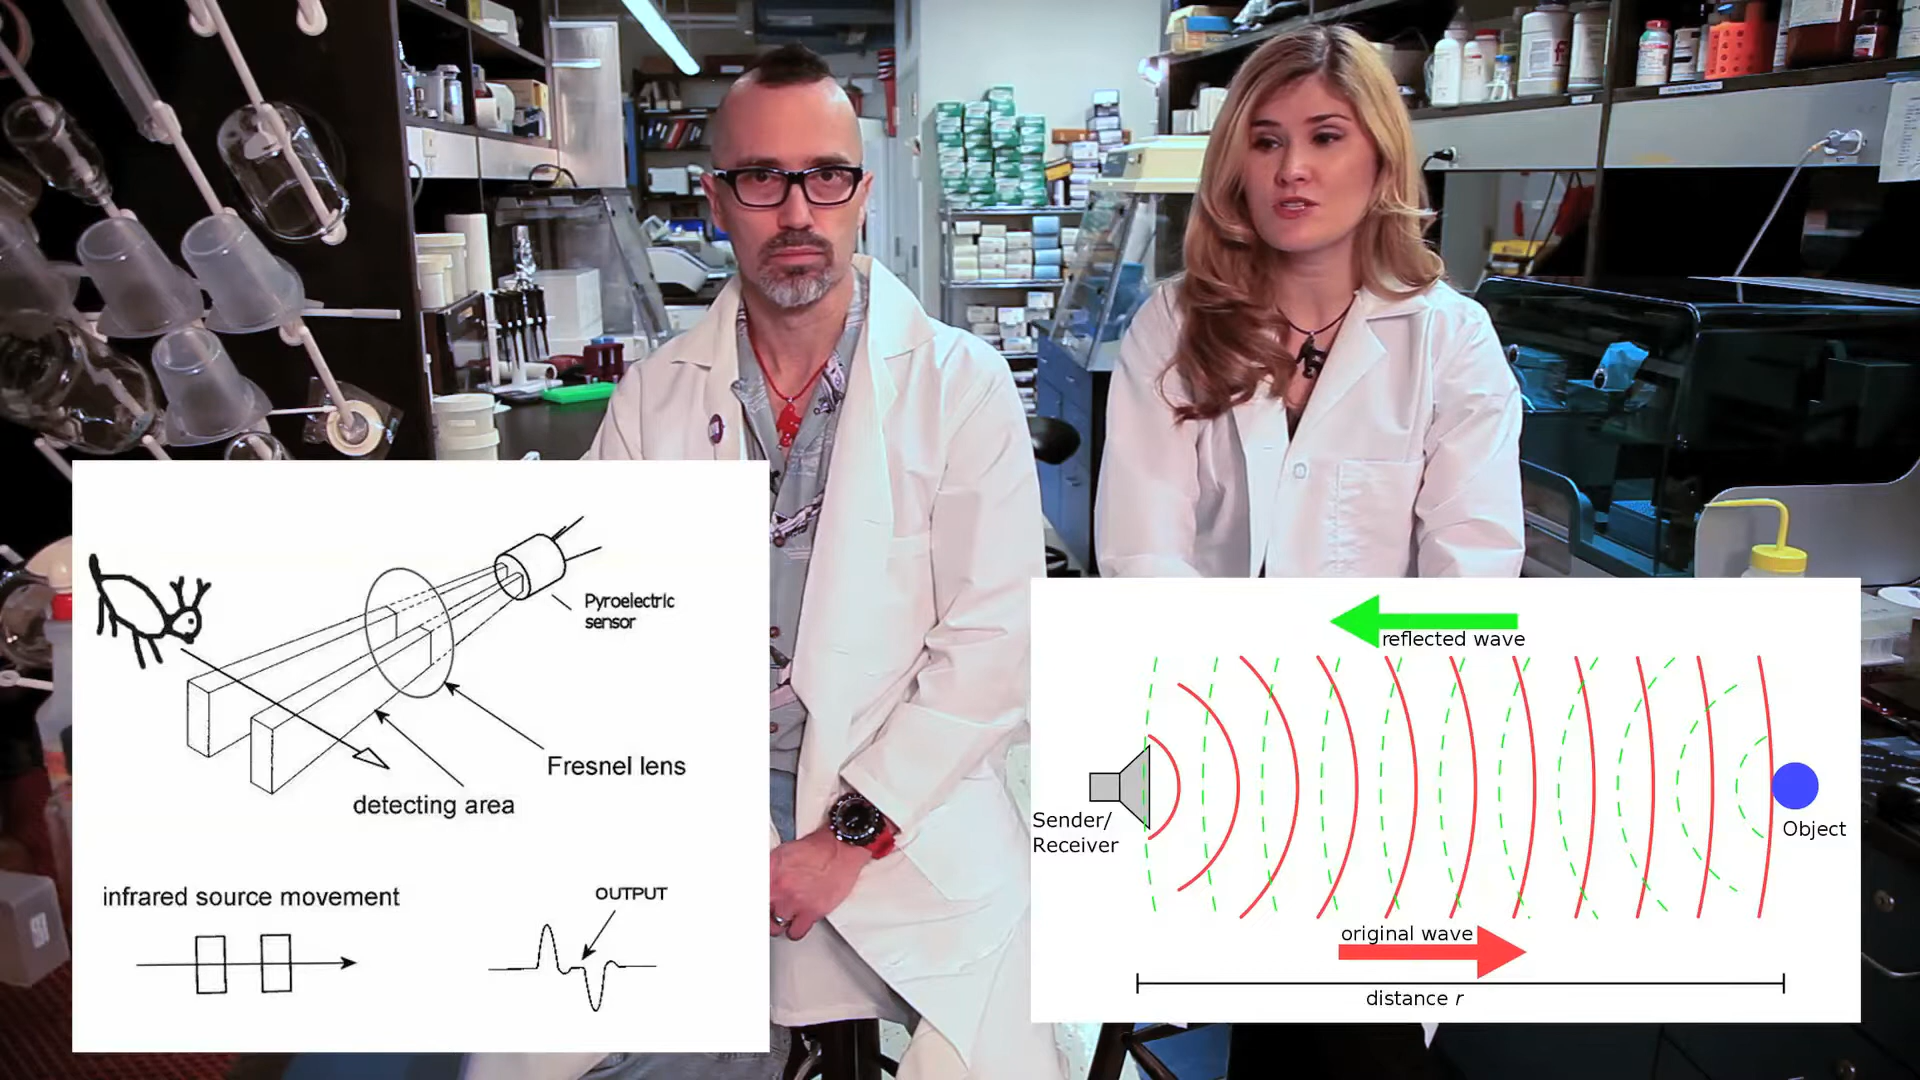 Pyroelectric
sensor
Fresnel lens
detecting area
infrared source movement
OUTPUT
reflected wave
Sender/
Receiver
Object
original wave
distance r